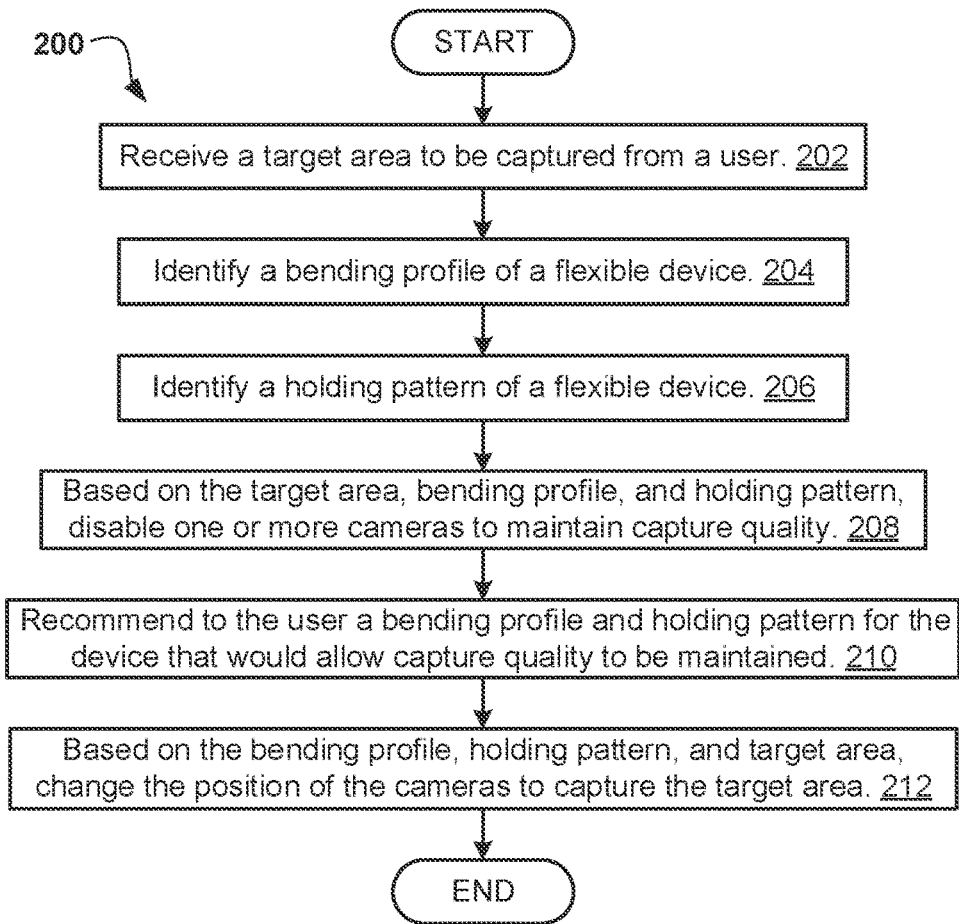 200
START
Receive a target area to be captured from a user. 202
Identify a bending profile of a flexible device. 204
Identify a holding pattern of a flexible device. 206
Based on the target area, bending profile, and holding pattern,
disable one or more cameras to maintain capture quality. 208
Recommend to the user a bending profile and holding pattern for the
device that would allow capture quality to be maintained. 210
Based on the bending profile, holding pattern, and target area,
change the position of the cameras to capture the target area. 212
END